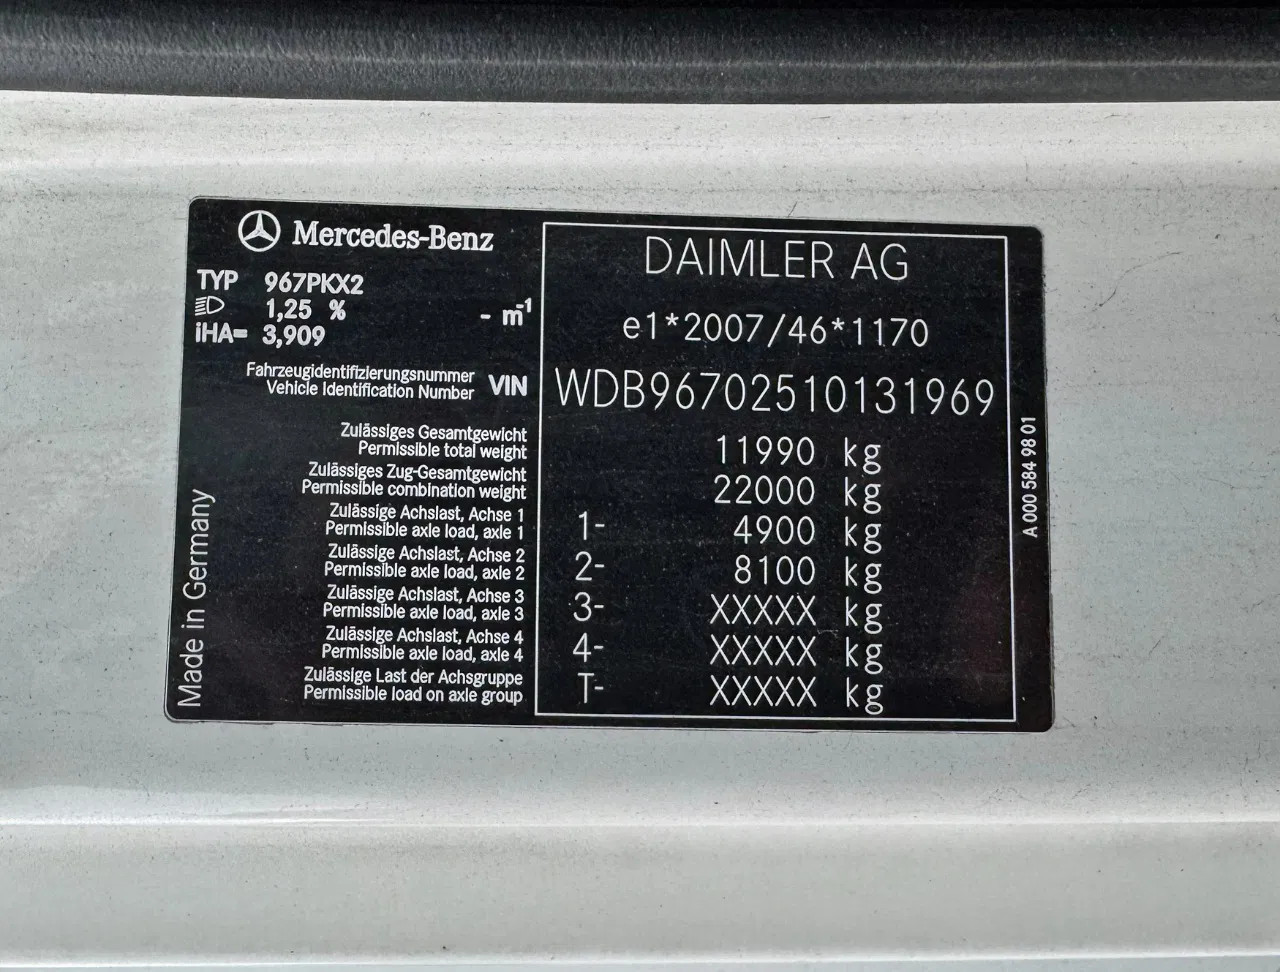 Mercedes-Benz
TYP 967PKX2
1,25 % - m-1
iHA= 3,909
Fahrzeugidentifizierungsnummer
Vehicle Identification Number VIN
Zulässiges Gesamtgewicht
Permissible total weight
Zulässiges Zug-Gesamtgewicht
Permissible combination weight
Zulässige Achslast, Achse 1
Permissible axle load, axle 1
Zulässige Achslast, Achse 2
Permissible axle load, axle 2
Zulässige Achslast, Achse 3
Permissible axle load, axle 3
Zulässige Achslast, Achse 4
Permissible axle load, axle 4
Zulässige Last der Achsgruppe
Permissible load on axle group
Made in Germany
DAIMLER AG
e1*2007/46*1170
WDB96702510131969
11990 kg
22000 kg
1- 4900 kg
2- 8100 kg
3- XXXXX kg
4- XXXXX kg
T- XXXXX kg
A 000 584 98 01